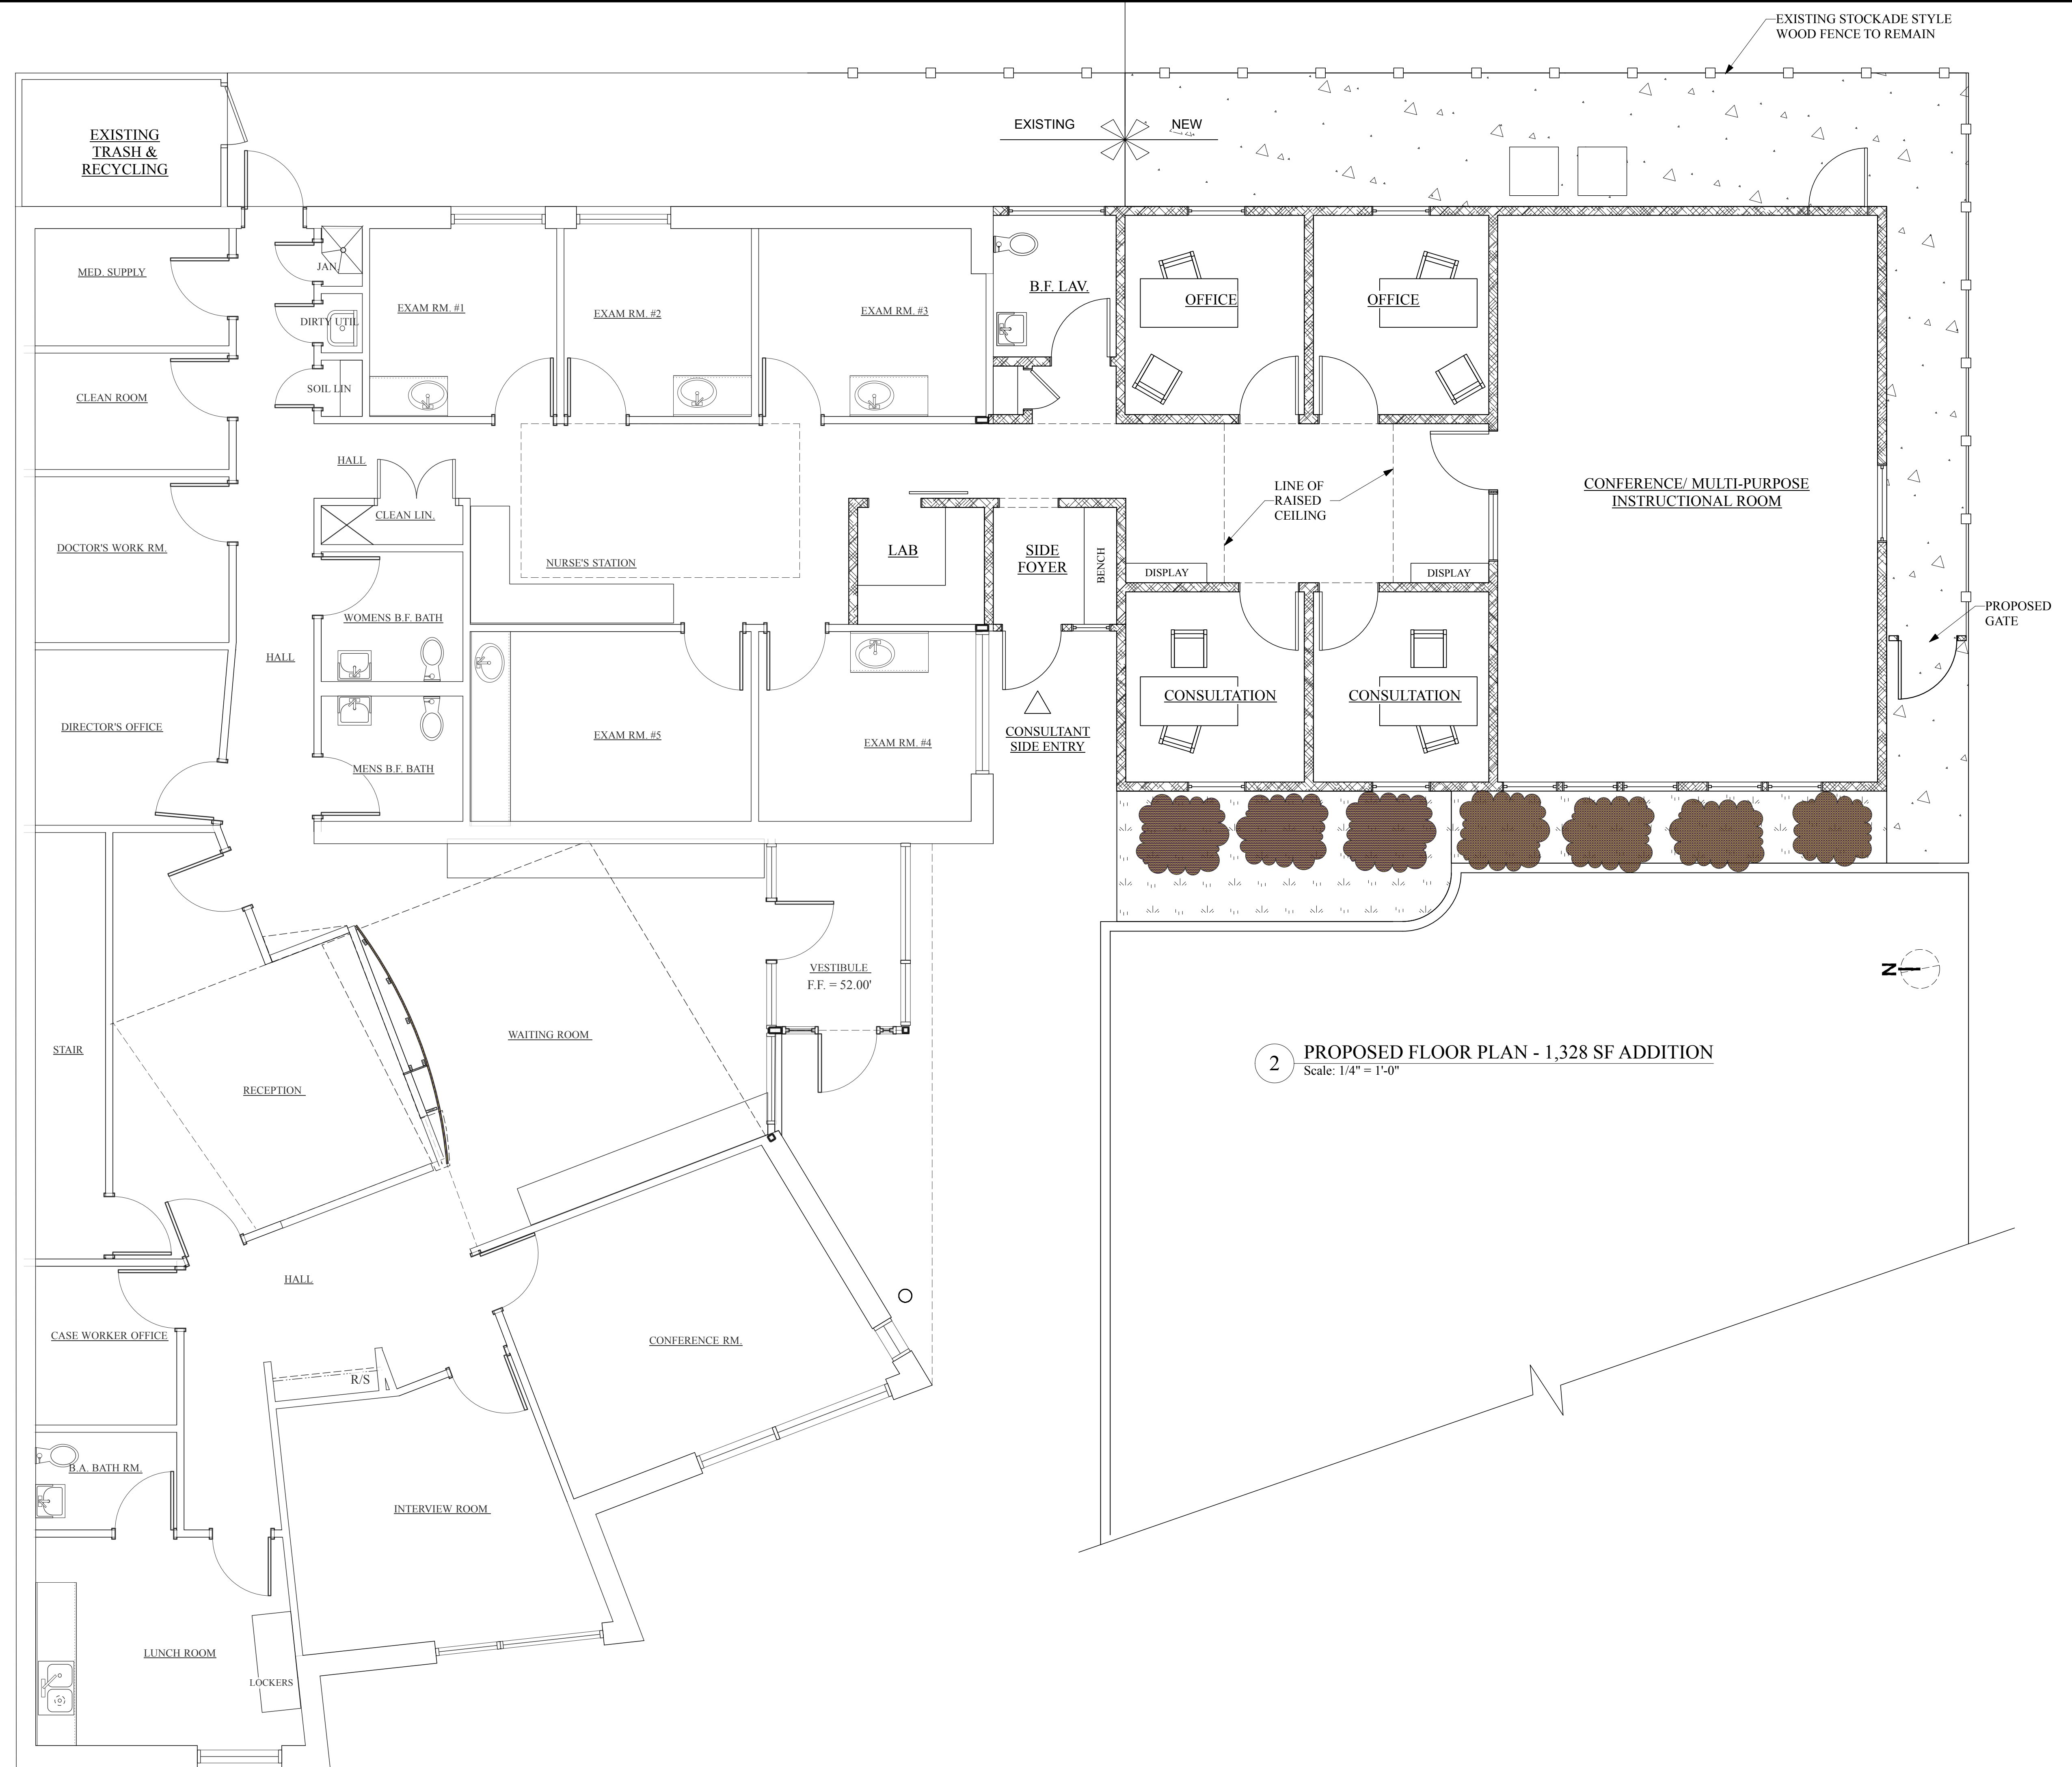 EXISTING STOCKADE STYLE
WOOD FENCE TO REMAIN
EXISTING
NEW
EXISTING
TRASH &
RECYCLING
MED. SUPPLY
JAN.
DIRTY UTIL
SOIL LIN
CLEAN ROOM
EXAM RM. #1
EXAM RM. #2
EXAM RM. #3
B.F. LAV.
OFFICE
OFFICE
HALL
CLEAN LIN.
DOCTOR'S WORK RM.
NURSE'S STATION
LAB
SIDE
FOYER
BENCH
LINE OF
RAISED
CEILING
DISPLAY
DISPLAY
CONFERENCE/ MULTI-PURPOSE
INSTRUCTIONAL ROOM
PROPOSED
GATE
WOMENS B.F. BATH
HALL
DIRECTOR'S OFFICE
MENS B.F. BATH
EXAM RM. #5
EXAM RM. #4
CONSULTANT
SIDE ENTRY
CONSULTATION
CONSULTATION
VESTIBULE
F.F. = 52.00'
N
WAITING ROOM
STAIR
RECEPTION
2
PROPOSED FLOOR PLAN - 1,328 SF ADDITION
Scale: 1/4" = 1'-0"
HALL
CASE WORKER OFFICE
CONFERENCE RM.
R/S
B.A. BATH RM.
INTERVIEW ROOM
LUNCH ROOM
LOCKERS